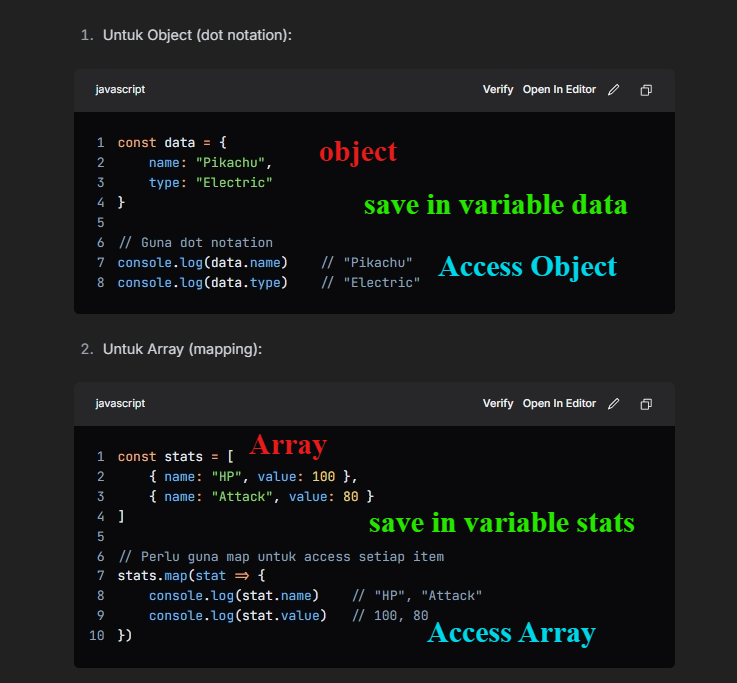 1. Untuk Object (dot notation):
javascript Verify Open In Editor
1 const data = {
object
2     name: "Pikachu",
3     type: "Electric"
4 }
save in variable data
5
6 // Guna dot notation
7 console.log(data.name)    // "Pikachu"
Access Object
8 console.log(data.type)    // "Electric"
2. Untuk Array (mapping):
javascript Verify Open In Editor
Array
1 const stats = [
2     { name: "HP", value: 100 },
3     { name: "Attack", value: 80 }
4 ]
save in variable stats
5
6 // Perlu guna map untuk access setiap item
7 stats.map(stat => {
8     console.log(stat.name)    // "HP", "Attack"
9     console.log(stat.value)   // 100, 80
Access Array
10 })